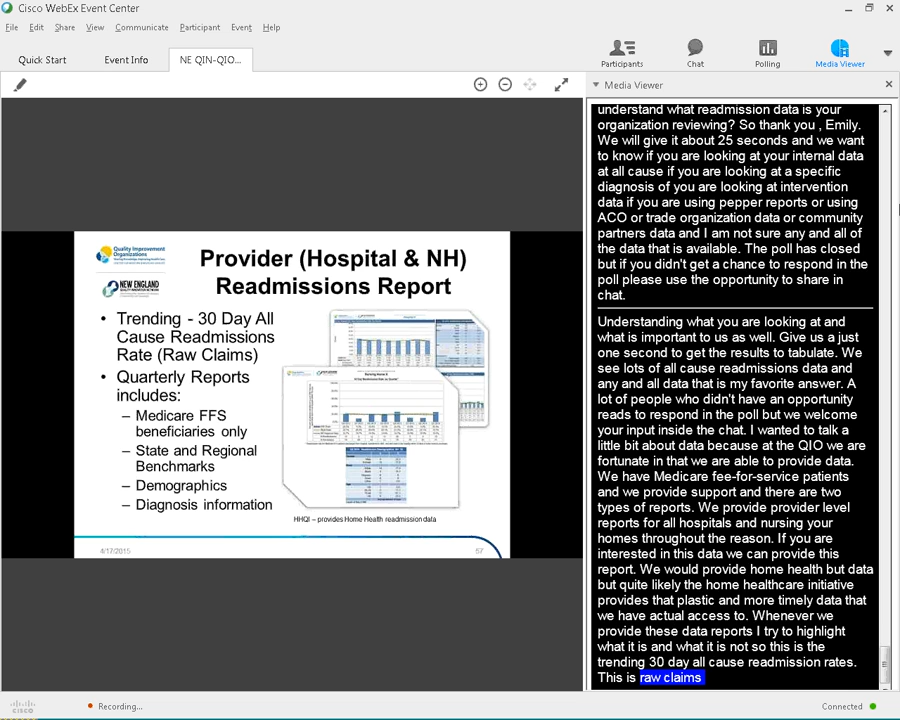 Cisco WebEx Event Center
File Edit Share View Communicate Participant Event Help
Quick Start Event Info NE QIN-QIO...
Participants Chat Polling Media Viewer
Media Viewer
Quality Improvement
Organizations
NEW ENGLAND
Provider (Hospital & NH)
Readmissions Report
• Trending - 30 Day All
Cause Readmissions
Rate (Raw Claims)
• Quarterly Reports
includes:
– Medicare FFS
beneficiaries only
– State and Regional
Benchmarks
– Demographics
– Diagnosis information
HHQI – provides Home Health readmission data
4/17/2015
57
understand what readmission data is your
organization reviewing? So thank you , Emily.
We will give it about 25 seconds and we want
to know if you are looking at your internal data
at all cause if you are looking at a specific
diagnosis of you are looking at intervention
data if you are using pepper reports or using
ACO or trade organization data or community
partners data and I am not sure any and all of
the data that is available. The poll has closed
but if you didn't get a chance to respond in the
poll please use the opportunity to share in
chat.
Understanding what you are looking at and
what is important to us as well. Give us a just
one second to get the results to tabulate. We
see lots of all cause readmissions data and
any and all data that is my favorite answer. A
lot of people who didn't have an opportunity
reads to respond in the poll but we welcome
your input inside the chat. I wanted to talk a
little bit about data because at the QIO we are
fortunate in that we are able to provide data.
We have Medicare fee-for-service patients
and we provide support and there are two
types of reports. We provide provider level
reports for all hospitals and nursing your
homes throughout the reason. If you are
interested in this data we can provide this
report. We would provide home health but data
but quite likely the home healthcare initiative
provides that plastic and more timely data that
we have actual access to. Whenever we
provide these data reports I try to highlight
what it is and what it is not so this is the
trending 30 day all cause readmission rates.
This is raw claims
CISCO
Recording...
Connected